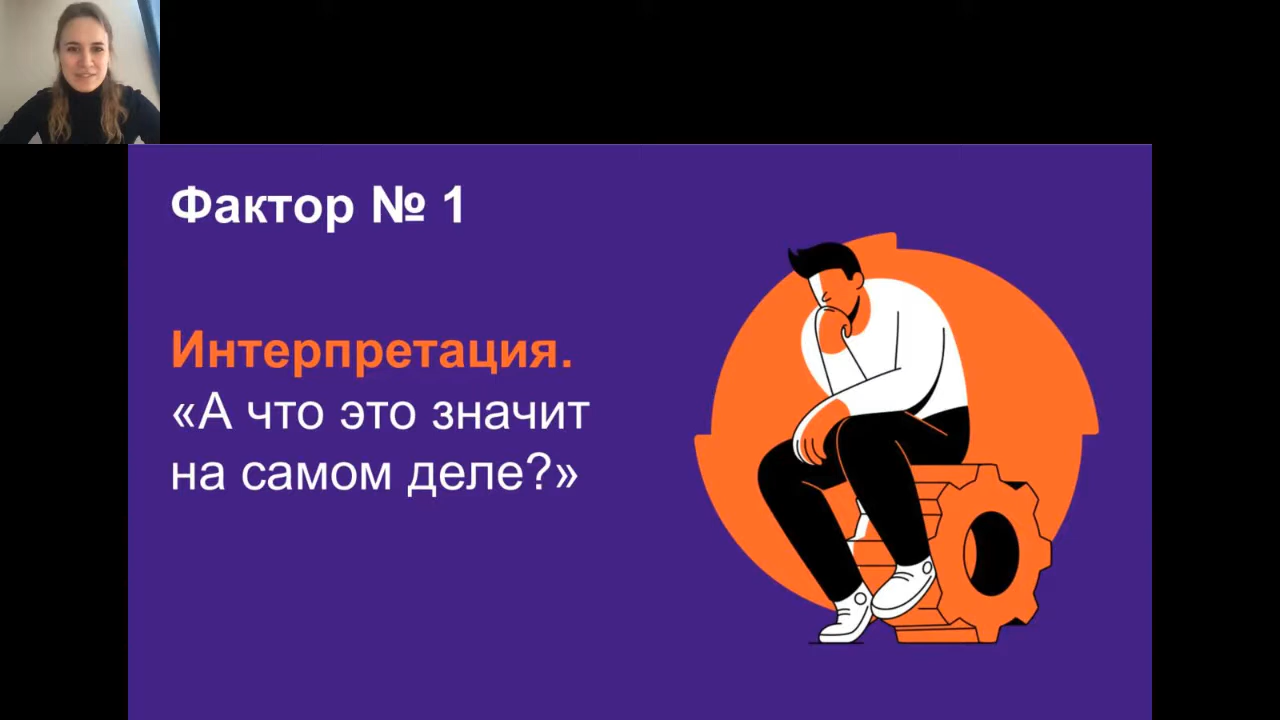 Фактор № 1
Интерпретация.
«А что это значит
на самом деле?»